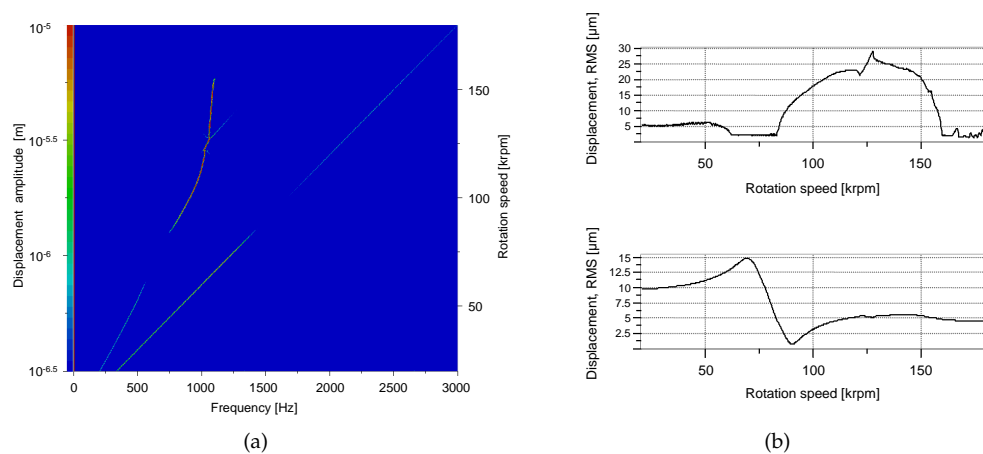 10-5
10-5.5
10-6
10-6.5
Displacement amplitude [m]
150
100
50
Rotation speed [krpm]
0 500 1000 1500 2000 2500 3000
Frequency [Hz]
(a)
Displacement, RMS [µm]
30
25
20
15
10
5
50 100 150
Rotation speed [krpm]
Displacement, RMS [µm]
15
12.5
10
7.5
5
2.5
50 100 150
Rotation speed [krpm]
(b)